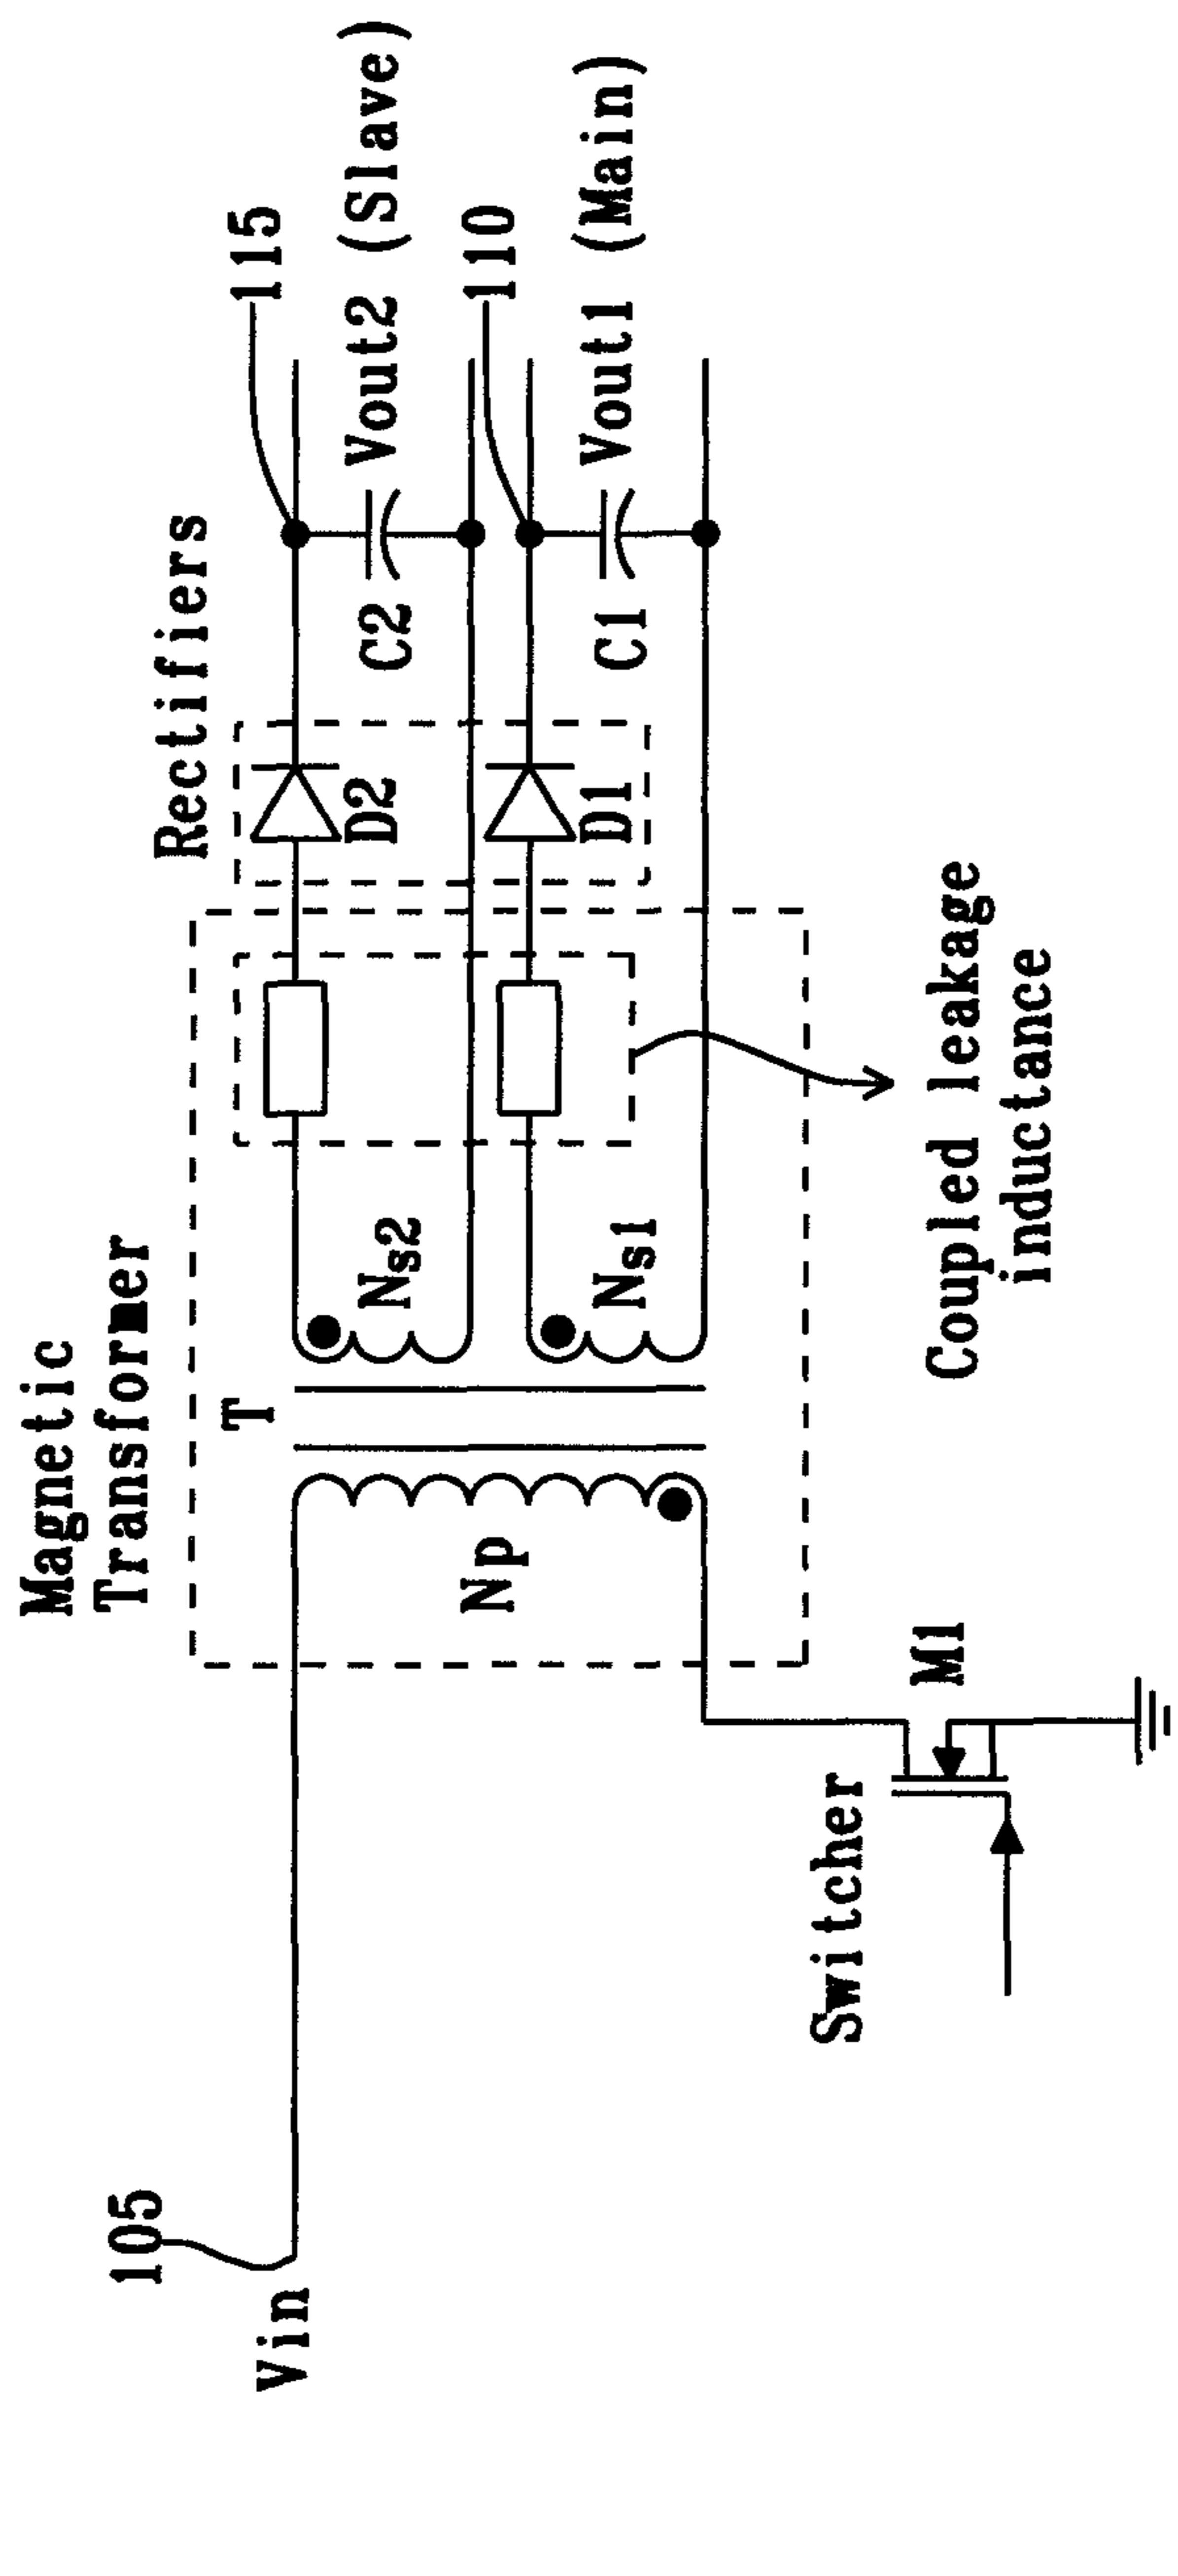 Magnetic
Transformer
Rectifiers
105
Vin
T
Np
Ns2
Ns1
D2
D1
C2
C1
115
Vout2 (Slave)
110
Vout1 (Main)
Switcher
M1
Coupled leakage
inductance